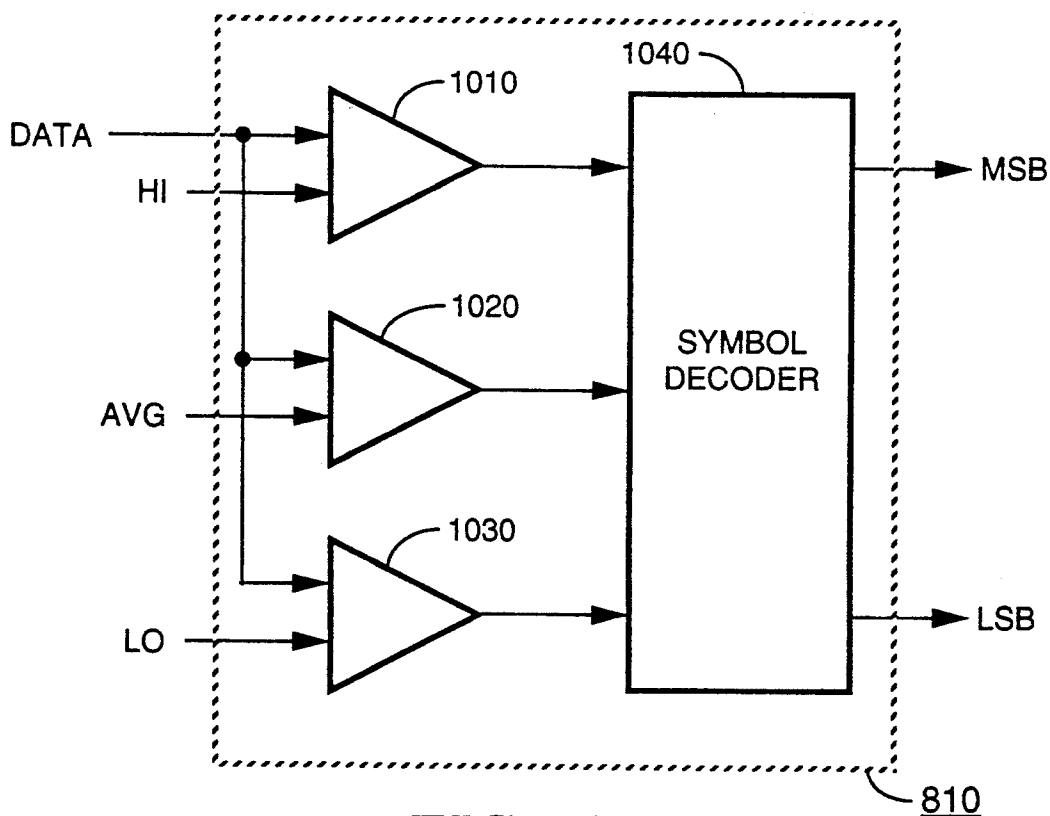 1040
1010
DATA
HI
MSB
1020
SYMBOL
DECODER
AVG
1030
LO
LSB
810